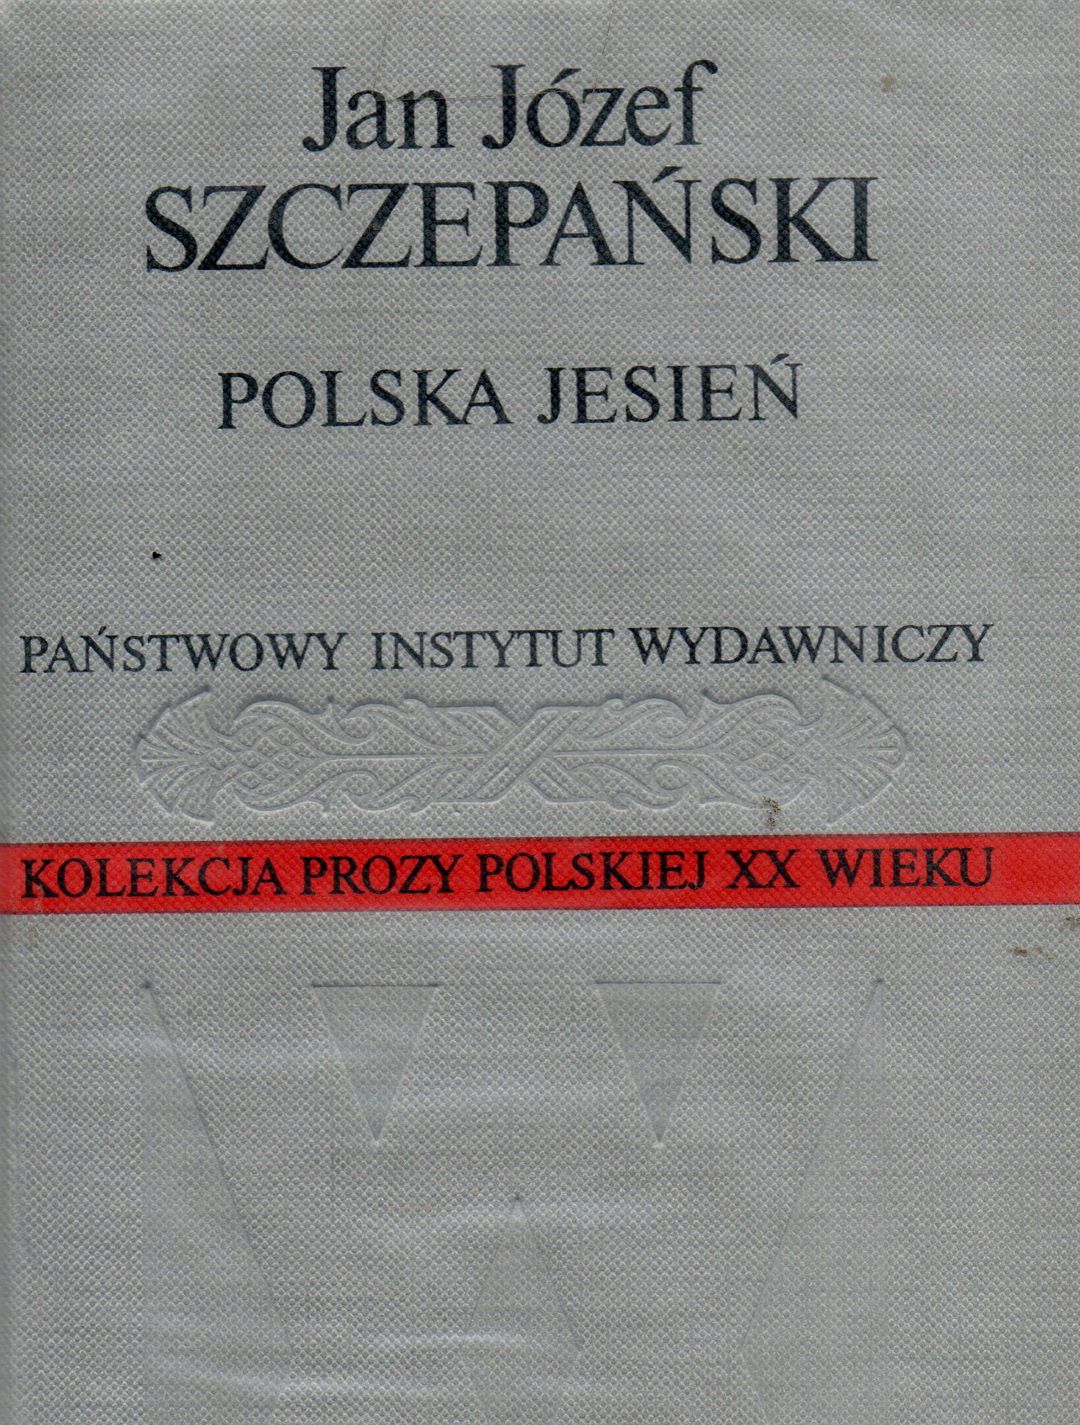 Jan Józef
SZCZEPAŃSKI
POLSKA JESIEŃ
PAŃSTWOWY INSTYTUT WYDAWNICZY
KOLEKCJA PROZY POLSKIEJ XX WIEKU
W